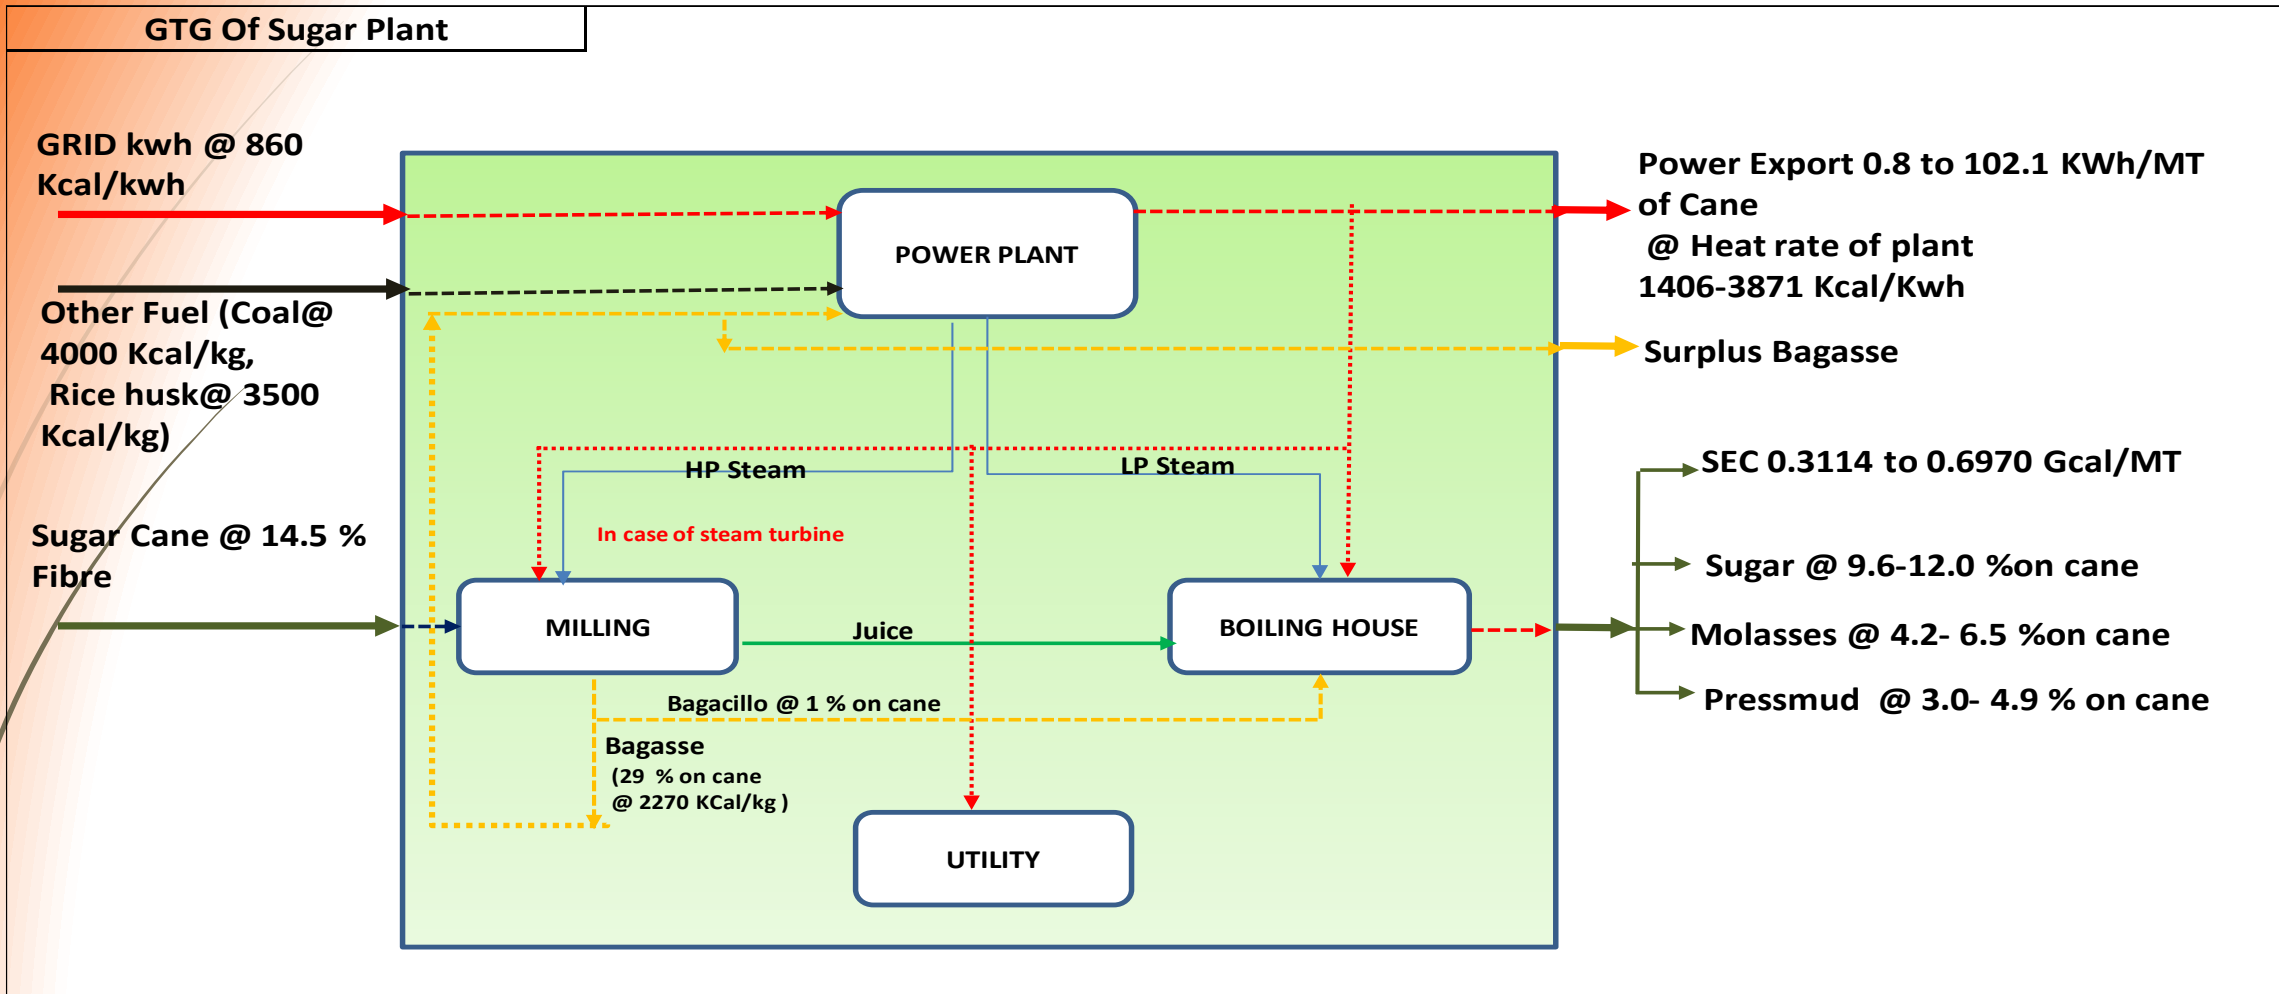 GTG Of Sugar Plant
GRID kwh @ 860
Kcal/kwh
Other Fuel (Coal@
4000 Kcal/kg,
Rice husk@ 3500
Kcal/kg)
Sugar Cane @ 14.5 %
Fibre
POWER PLANT
HP Steam
LP Steam
In case of steam turbine
MILLING
Juice
BOILING HOUSE
Bagacillo @ 1 % on cane
Bagasse
(29 % on cane
@ 2270 KCal/kg )
UTILITY
Power Export 0.8 to 102.1 KWh/MT
of Cane
@ Heat rate of plant
1406-3871 Kcal/Kwh
Surplus Bagasse
SEC 0.3114 to 0.6970 Gcal/MT
Sugar @ 9.6-12.0 %on cane
Molasses @ 4.2- 6.5 %on cane
Pressmud @ 3.0- 4.9 % on cane